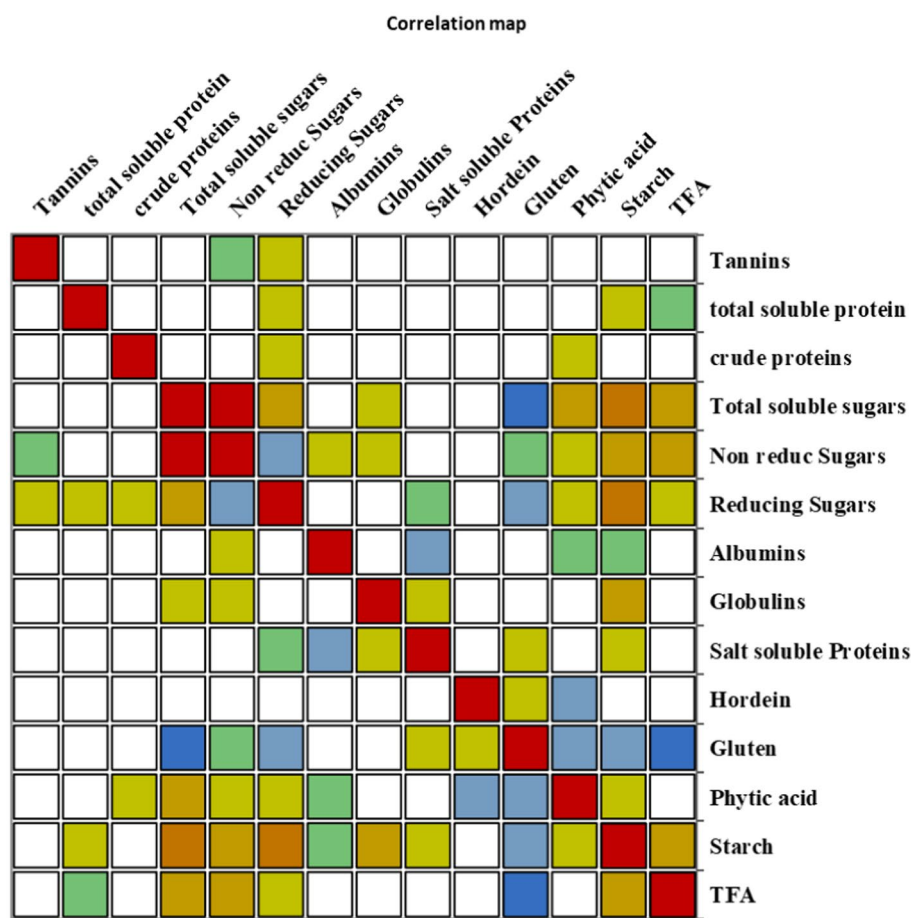 Correlation map
Tannins
total soluble protein
crude proteins
Total soluble sugars
Non reduc Sugars
Reducing Sugars
Albumins
Globulins
Salt soluble Proteins
Hordein
Gluten
Phytic acid
Starch
TFA
Tannins
total soluble protein
crude proteins
Total soluble sugars
Non reduc Sugars
Reducing Sugars
Albumins
Globulins
Salt soluble Proteins
Hordein
Gluten
Phytic acid
Starch
TFA